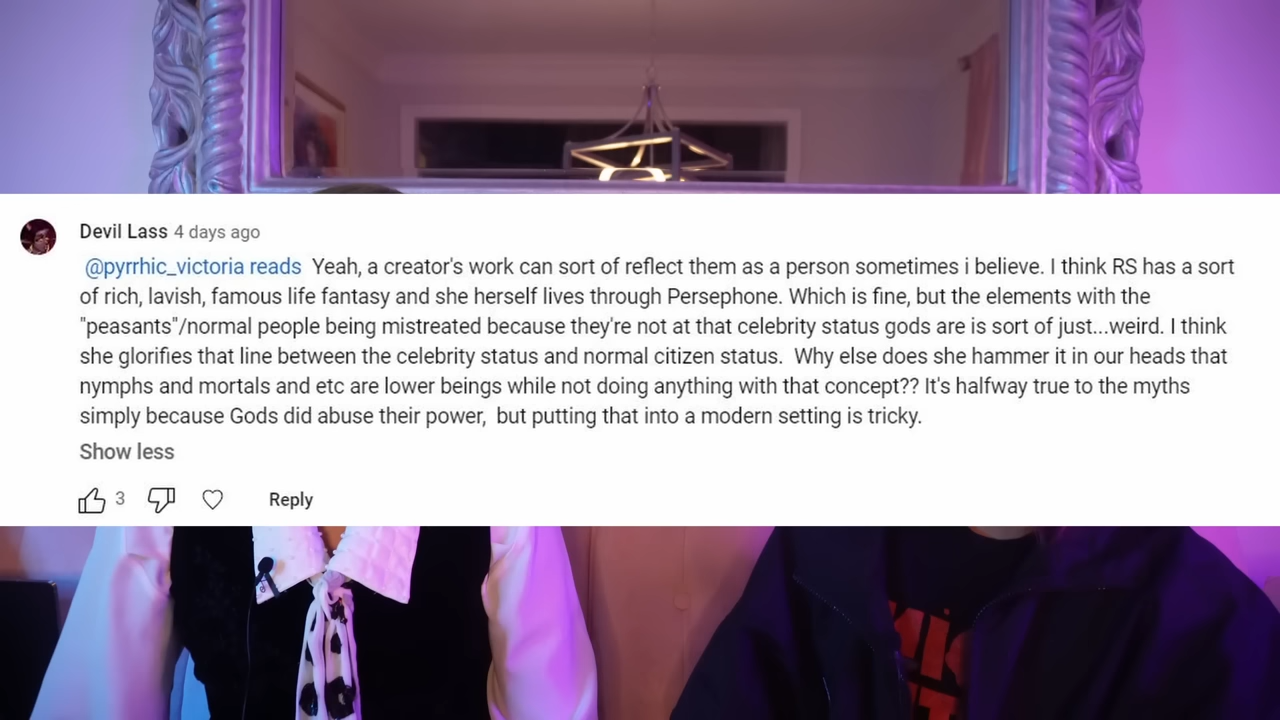 Devil Lass 4 days ago
@pyrrhic_victoria reads Yeah, a creator's work can sort of reflect them as a person sometimes i believe. I think RS has a sort
of rich, lavish, famous life fantasy and she herself lives through Persephone. Which is fine, but the elements with the
"peasants"/normal people being mistreated because they're not at that celebrity status gods are is sort of just...weird. I think
she glorifies that line between the celebrity status and normal citizen status.  Why else does she hammer it in our heads that
nymphs and mortals and etc are lower beings while not doing anything with that concept?? It's halfway true to the myths
simply because Gods did abuse their power,  but putting that into a modern setting is tricky.
Show less
3 Reply